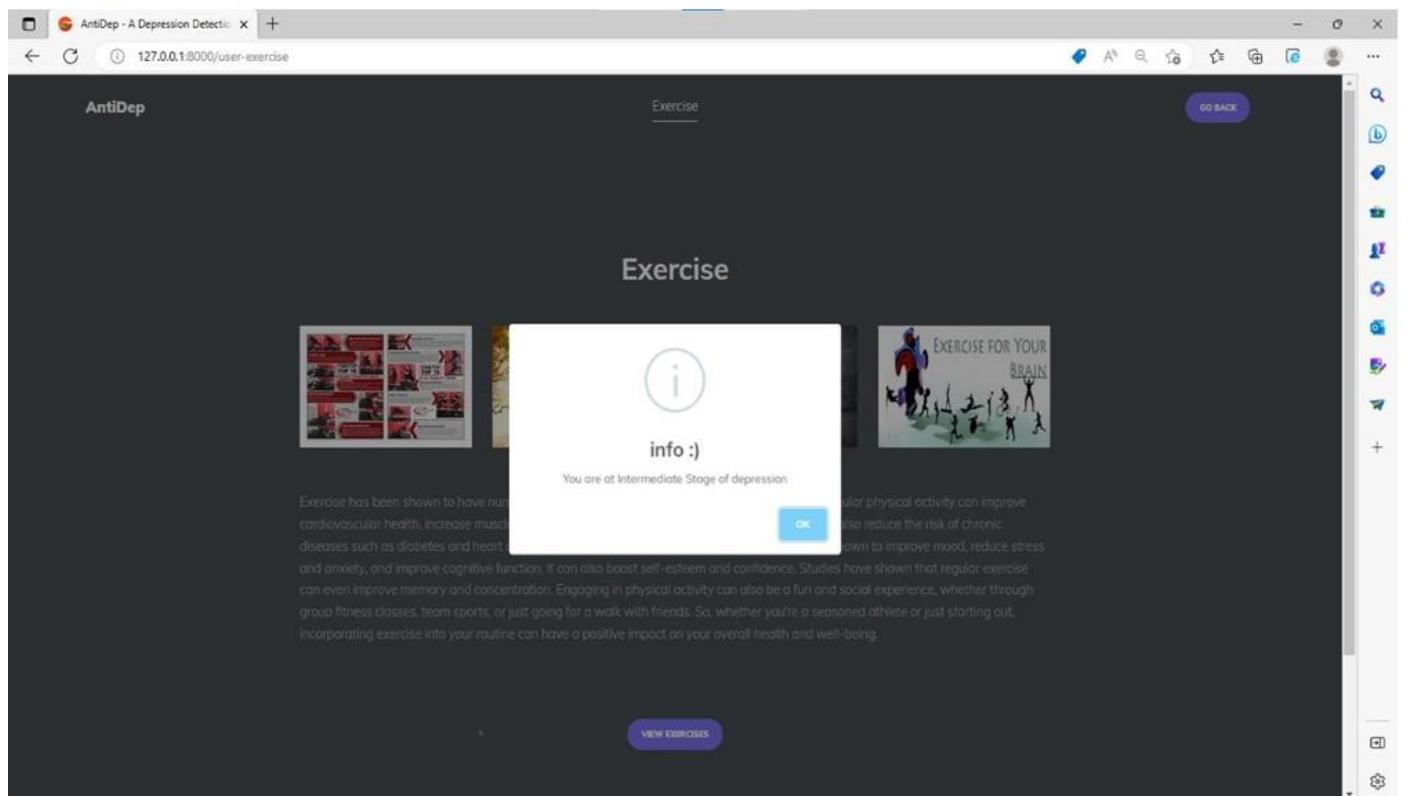 AntiDep - A Depression Detectio
127.0.0.1:8000/user-exercise
AntiDep
Exercise
GO BACK
Exercise
EXERCISE FOR YOUR
BRAIN
info :)
You are at Intermediate Stage of depression
OK
Exercise has been shown to have ular physical activity can improve
cardiovascular health, increase also reduce the risk of chronic
diseases such as diabetes and heart to improve mood, reduce stress
and anxiety, and improve cognitive function. It can also boost self-esteem and confidence. Studies have shown that regular exercise
can even improve memory and concentration. Engaging in physical activity can also be a fun and social experience, whether through
group fitness classes, team sports, or just going for a walk with friends. So, whether you're a seasoned athlete or just starting out,
incorporating exercise into your routine can have a positive impact on your overall health and well-being.
VIEW EXERCISES